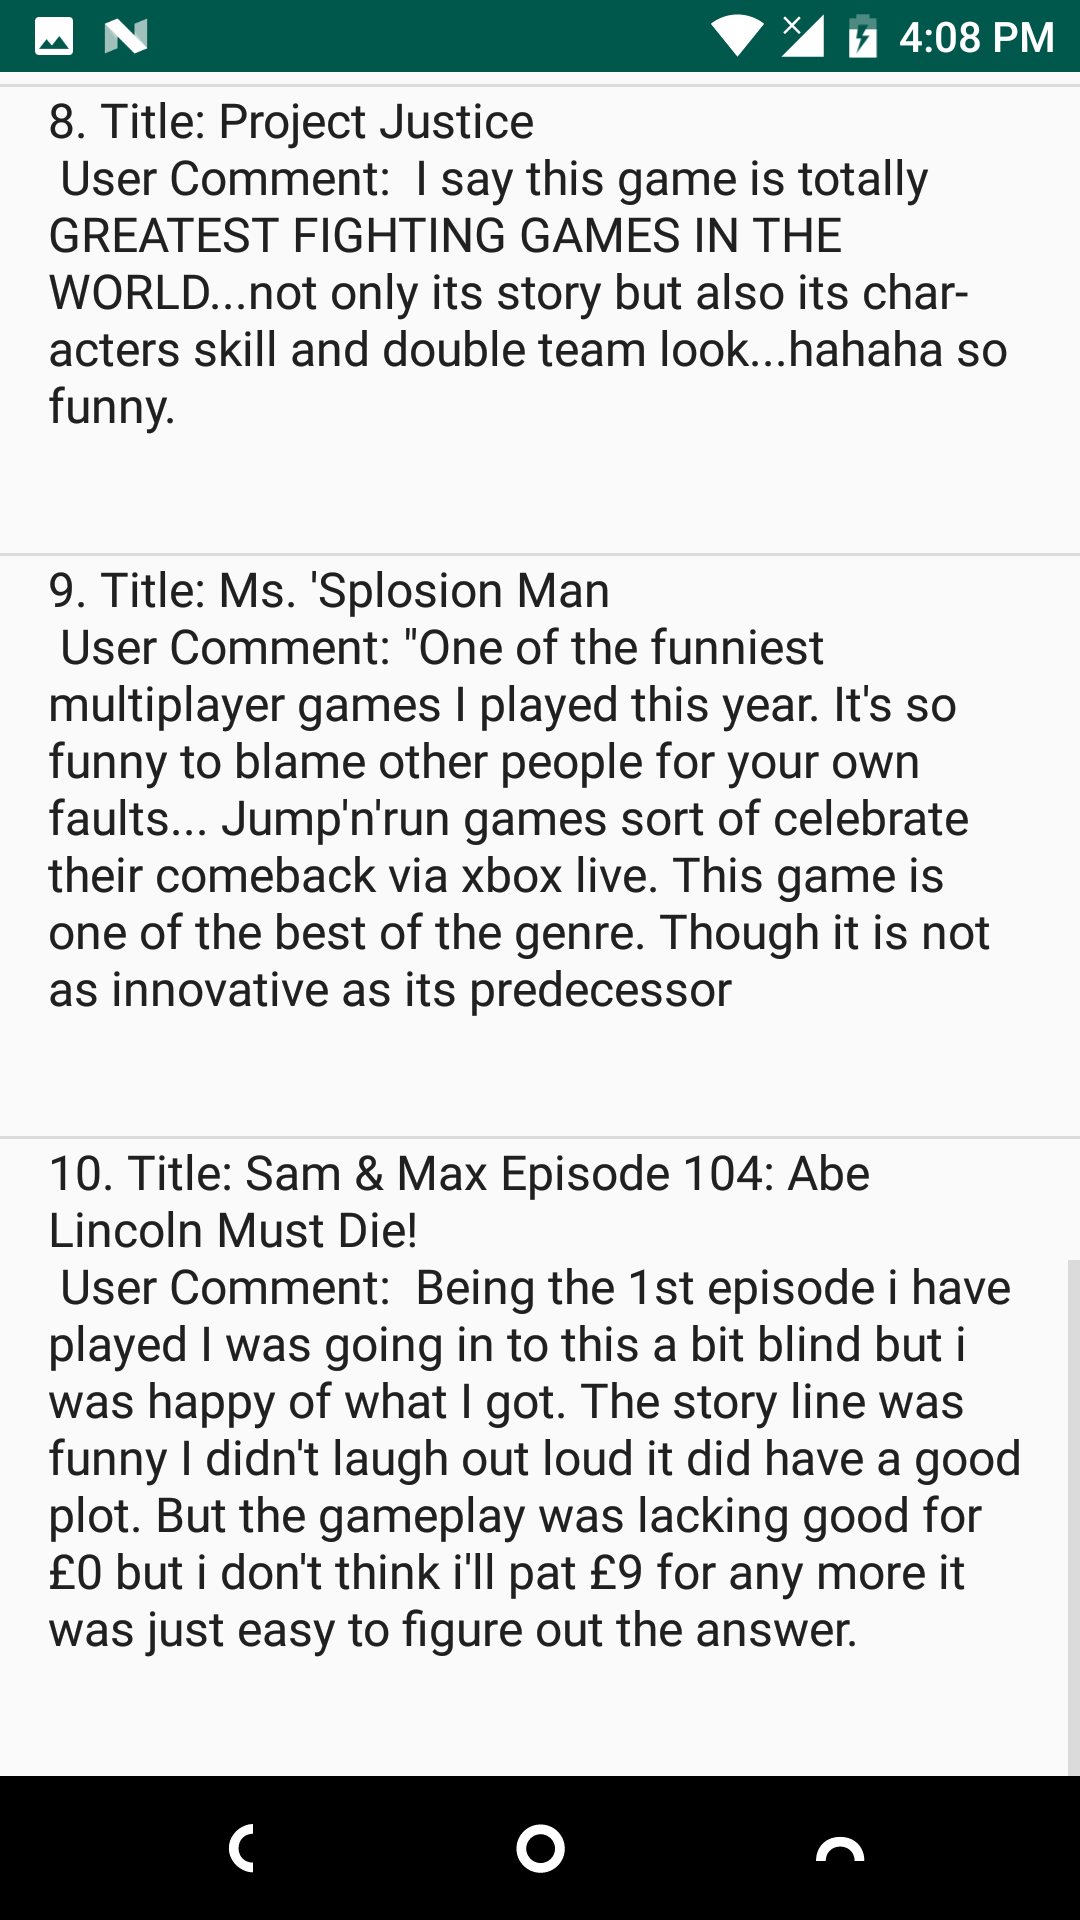 4:08 PM
8. Title: Project Justice
User Comment:  I say this game is totally
GREATEST FIGHTING GAMES IN THE
WORLD...not only its story but also its char-
acters skill and double team look...hahaha so
funny.
9. Title: Ms. 'Splosion Man
User Comment: "One of the funniest
multiplayer games I played this year. It's so
funny to blame other people for your own
faults... Jump'n'run games sort of celebrate
their comeback via xbox live. This game is
one of the best of the genre. Though it is not
as innovative as its predecessor
10. Title: Sam & Max Episode 104: Abe
Lincoln Must Die!
User Comment:  Being the 1st episode i have
played I was going in to this a bit blind but i
was happy of what I got. The story line was
funny I didn't laugh out loud it did have a good
plot. But the gameplay was lacking good for
£0 but i don't think i'll pat £9 for any more it
was just easy to figure out the answer.